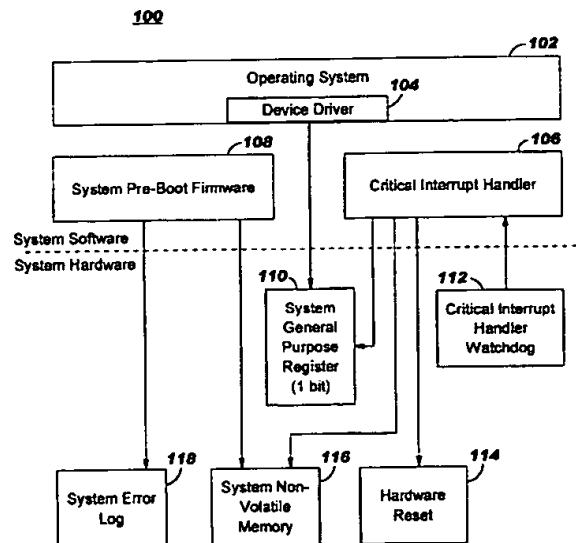 100
102
Operating System
104
Device Driver
108
System Pre-Boot Firmware
106
Critical Interrupt Handler
System Software
System Hardware
110
System
General
Purpose
Register
(1 bit)
112
Critical Interrupt
Handler
Watchdog
118
System Error
Log
116
System Non-
Volatile
Memory
114
Hardware
Reset